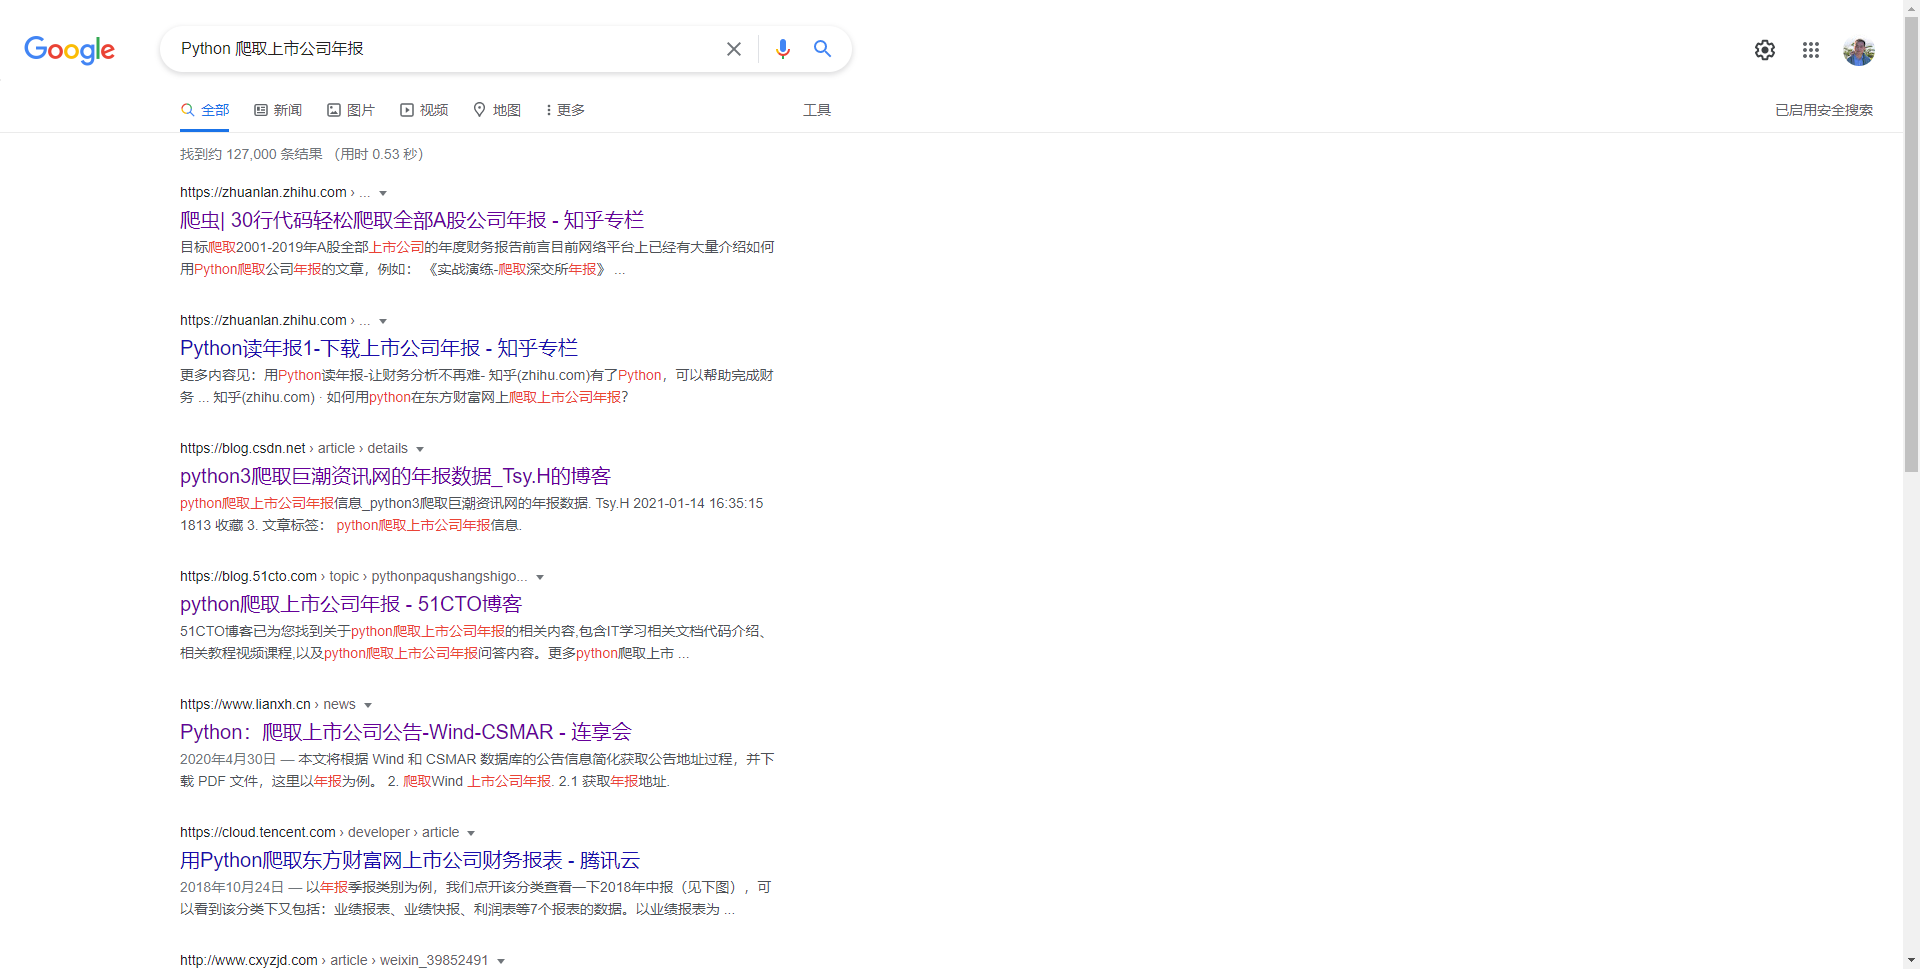 Google
Python 爬取上市公司年报
全部 新闻 图片 视频 地图 更多 工具 已启用安全搜索
找到约 127,000 条结果 （用时 0.53 秒）
https://zhuanlan.zhihu.com › ...
爬虫| 30行代码轻松爬取全部A股公司年报 - 知乎专栏
目标爬取2001-2019年A股全部上市公司的年度财务报告前言目前网络平台上已经有大量介绍如何
用Python爬取公司年报的文章，例如： 《实战演练-爬取深交所年报》 ...
https://zhuanlan.zhihu.com › ...
Python读年报1-下载上市公司年报 - 知乎专栏
更多内容见：用Python读年报-让财务分析不再难- 知乎(zhihu.com)有了Python，可以帮助完成财
务 ... 知乎(zhihu.com) · 如何用python在东方财富网上爬取上市公司年报?
https://blog.csdn.net › article › details
python3爬取巨潮资讯网的年报数据_Tsy.H的博客
python爬取上市公司年报信息_python3爬取巨潮资讯网的年报数据. Tsy.H 2021-01-14 16:35:15
1813 收藏 3. 文章标签： python爬取上市公司年报信息.
https://blog.51cto.com › topic › pythonpaqushangshigo...
python爬取上市公司年报 - 51CTO博客
51CTO博客已为您找到关于python爬取上市公司年报的相关内容,包含IT学习相关文档代码介绍、
相关教程视频课程,以及python爬取上市公司年报问答内容。更多python爬取上市 ...
https://www.lianxh.cn › news
Python：爬取上市公司公告-Wind-CSMAR - 连享会
2020年4月30日 — 本文将根据 Wind 和 CSMAR 数据库的公告信息简化获取公告地址过程，并下
载 PDF 文件，这里以年报为例。 2. 爬取Wind 上市公司年报. 2.1 获取年报地址.
https://cloud.tencent.com › developer › article
用Python爬取东方财富网上市公司财务报表 - 腾讯云
2018年10月24日 — 以年报季报类别为例，我们点开该分类查看一下2018年中报（见下图），可
以看到该分类下又包括：业绩报表、业绩快报、利润表等7个报表的数据。以业绩报表为 ...
http://www.cxyzjd.com › article › weixin_39852491